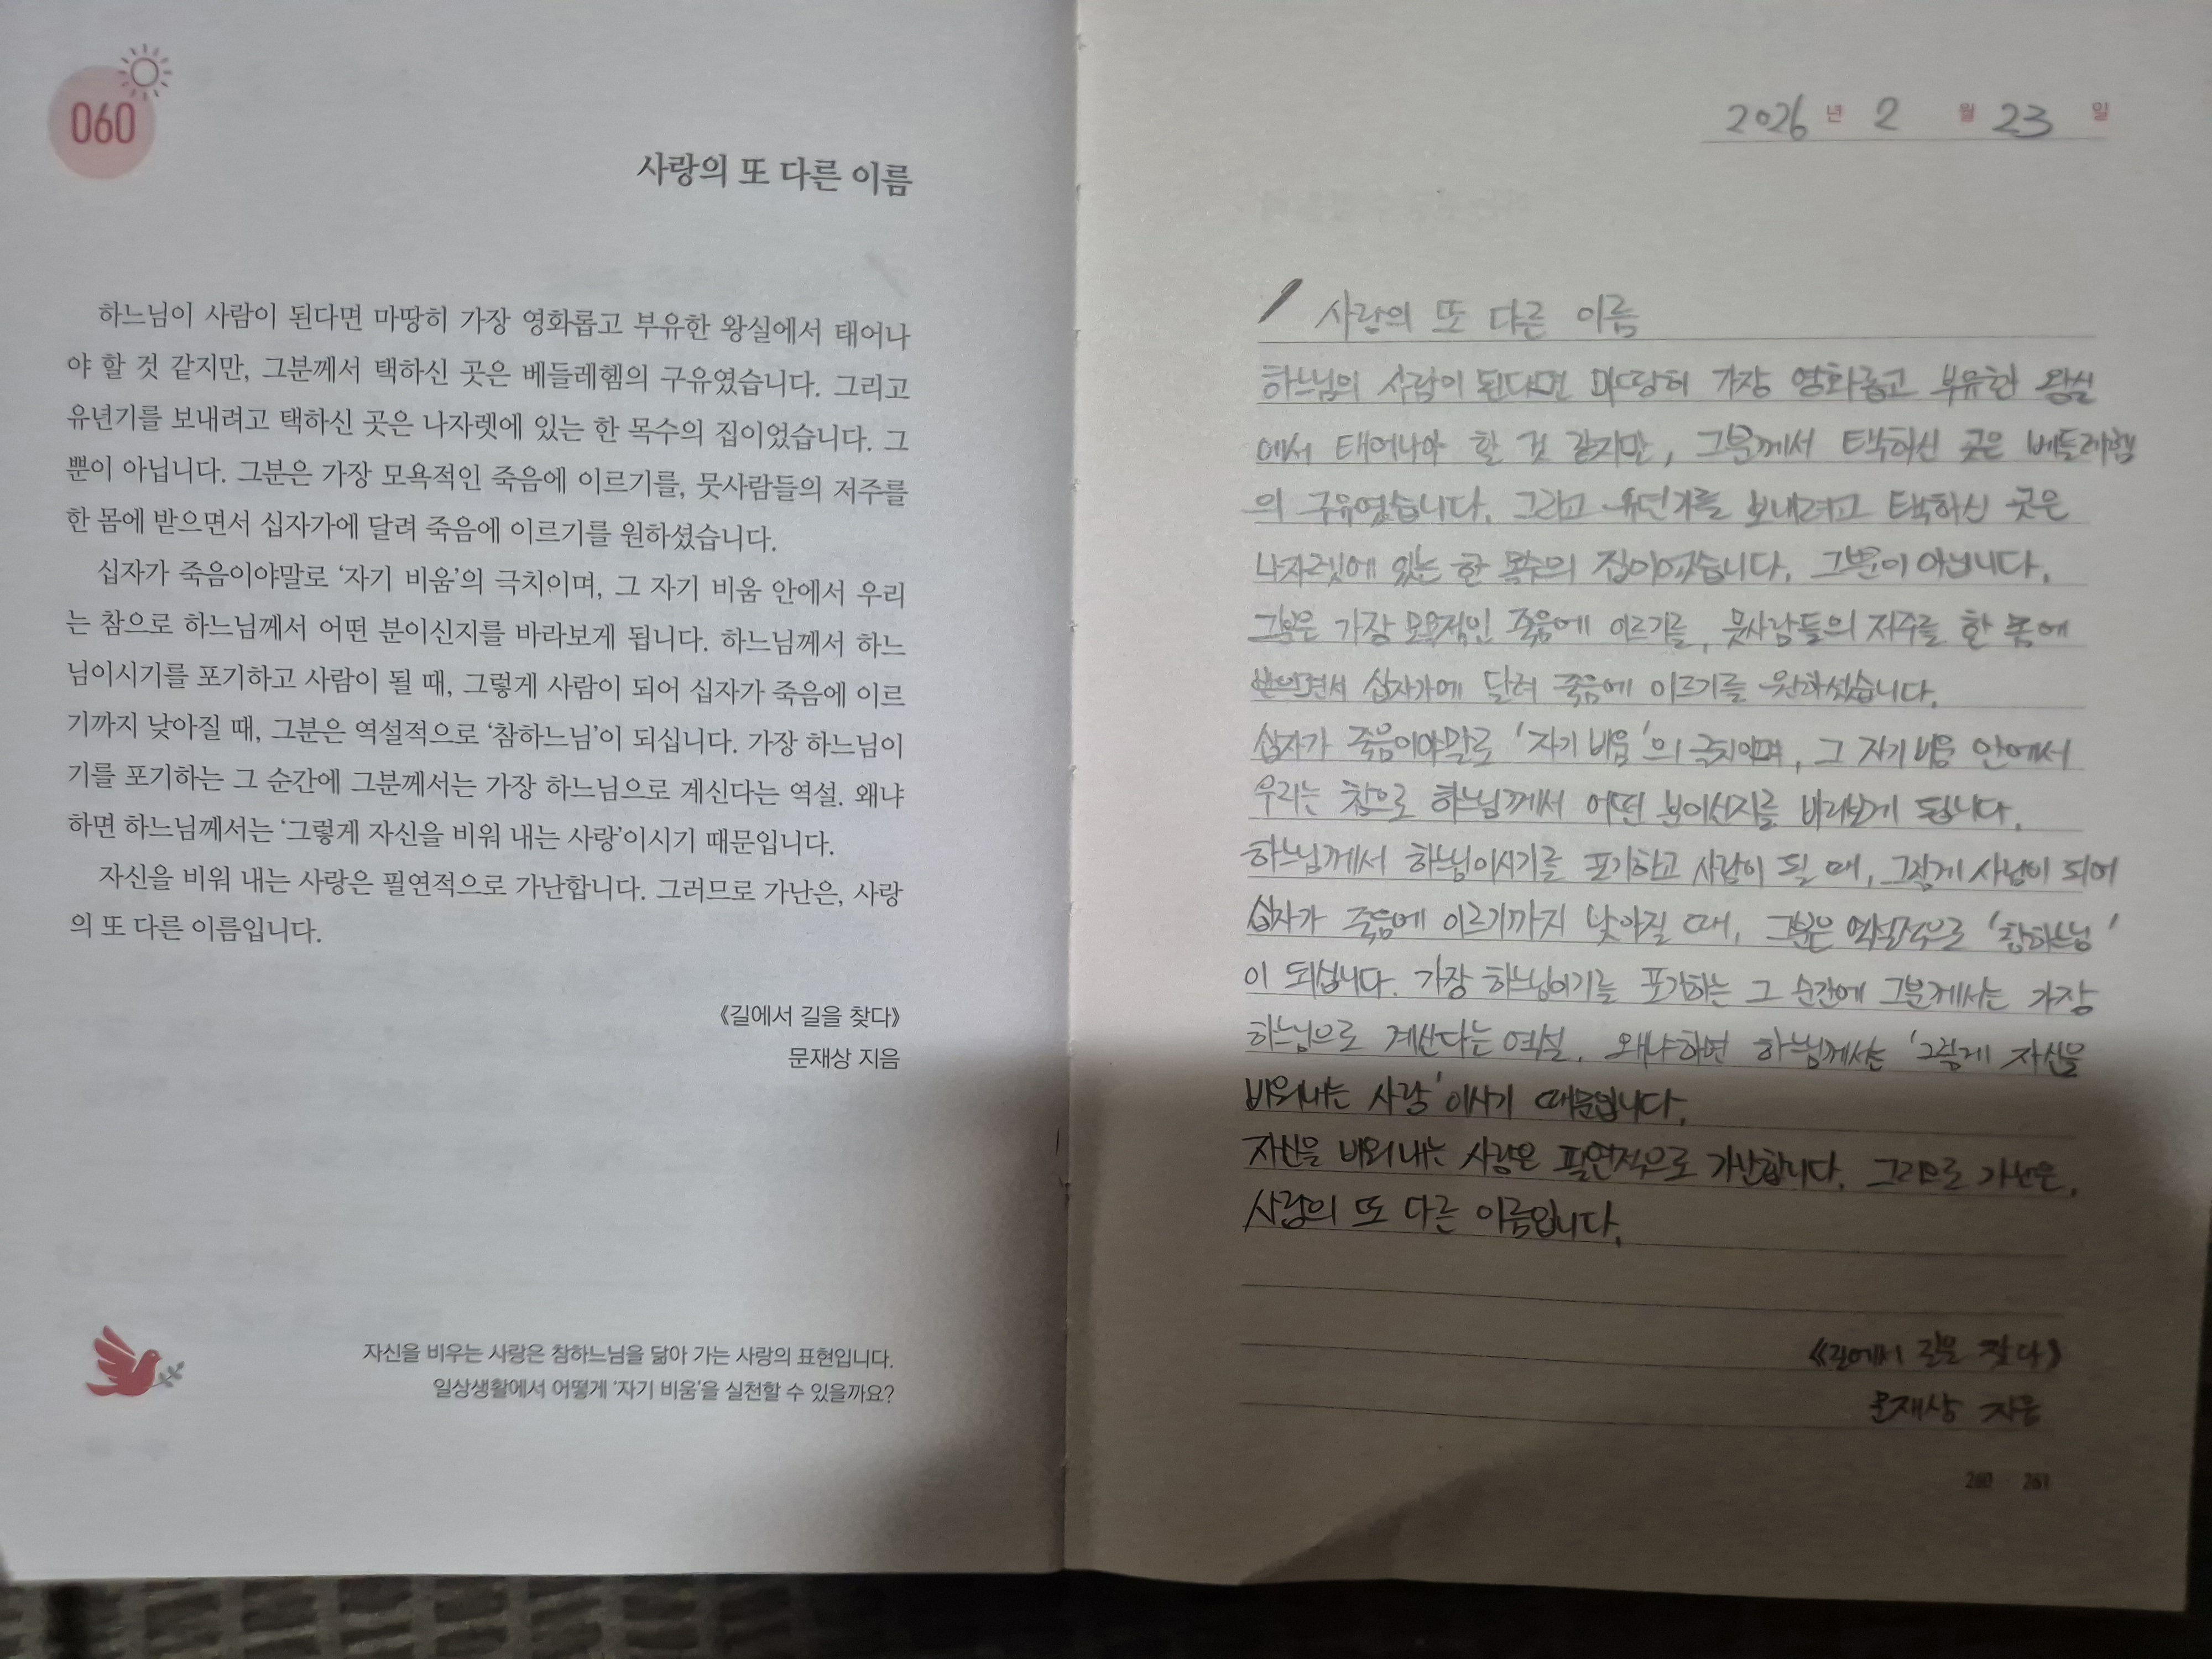 060
사랑의 또 다른 이름
하느님이 사람이 된다면 마땅히 가장 영화롭고 부유한 왕실에서 태어나
야 할 것 같지만, 그분께서 택하신 곳은 베들레헴의 구유였습니다. 그리고
유년기를 보내려고 택하신 곳은 나자렛에 있는 한 목수의 집이었습니다. 그
뿐이 아닙니다. 그분은 가장 모욕적인 죽음에 이르기를, 뭇사람들의 저주를
한 몸에 받으면서 십자가에 달려 죽음에 이르기를 원하셨습니다.
십자가 죽음이야말로 ‘자기 비움’의 극치이며, 그 자기 비움 안에서 우리
는 참으로 하느님께서 어떤 분이신지를 바라보게 됩니다. 하느님께서 하느
님이시기를 포기하고 사람이 될 때, 그렇게 사람이 되어 십자가 죽음에 이르
기까지 낮아질 때, 그분은 역설적으로 ‘참하느님’이 되십니다. 가장 하느님이
기를 포기하는 그 순간에 그분께서는 가장 하느님으로 계신다는 역설. 왜냐
하면 하느님께서는 ‘그렇게 자신을 비워 내는 사랑’이시기 때문입니다.
자신을 비워 내는 사랑은 필연적으로 가난합니다. 그러므로 가난은, 사랑
의 또 다른 이름입니다.
《길에서 길을 찾다》
문재상 지음
자신을 비우는 사랑은 참하느님을 닮아 가는 사랑의 표현입니다.
일상생활에서 어떻게 ‘자기 비움’을 실천할 수 있을까요?
2026 년 2 월 23 일
사랑의 또 다른 이름
하느님의 사람이 된다면 마땅히 가장 영화롭고 부유한 왕실
에서 태어나야 할 것 같지만, 그분께서 택하신 곳은 베들레헴
의 구유였습니다. 그리고 유년기를 보내려고 택하신 곳은
나자렛에 있는 한 목수의 집이었습니다. 그뿐이 아닙니다.
그분은 가장 모욕적인 죽음에 이르기를, 뭇사람들의 저주를 한 몸에
받으면서 십자가에 달려 죽음에 이르기를 원하셨습니다.
십자가 죽음이야말로 '자기 비움'의 극치이며, 그 자기 비움 안에서
우리는 참으로 하느님께서 어떤 분이신지를 바라보게 됩니다.
하느님께서 하느님이시기를 포기하고 사람이 될 때, 그렇게 사람이 되어
십자가 죽음에 이르기까지 낮아질 때, 그분은 역설적으로 '참하느님'
이 되십니다. 가장 하느님이기를 포기하는 그 순간에 그분께서는 가장
하느님으로 계신다는 역설. 왜냐하면 하느님께서는 '그렇게 자신을
비워내는 사랑'이시기 때문입니다.
자신을 비워 내는 사랑은 필연적으로 가난합니다. 그러므로 가난은,
사랑의 또 다른 이름입니다.
《길에서 길을 찾다》
문재상 지음
260 261